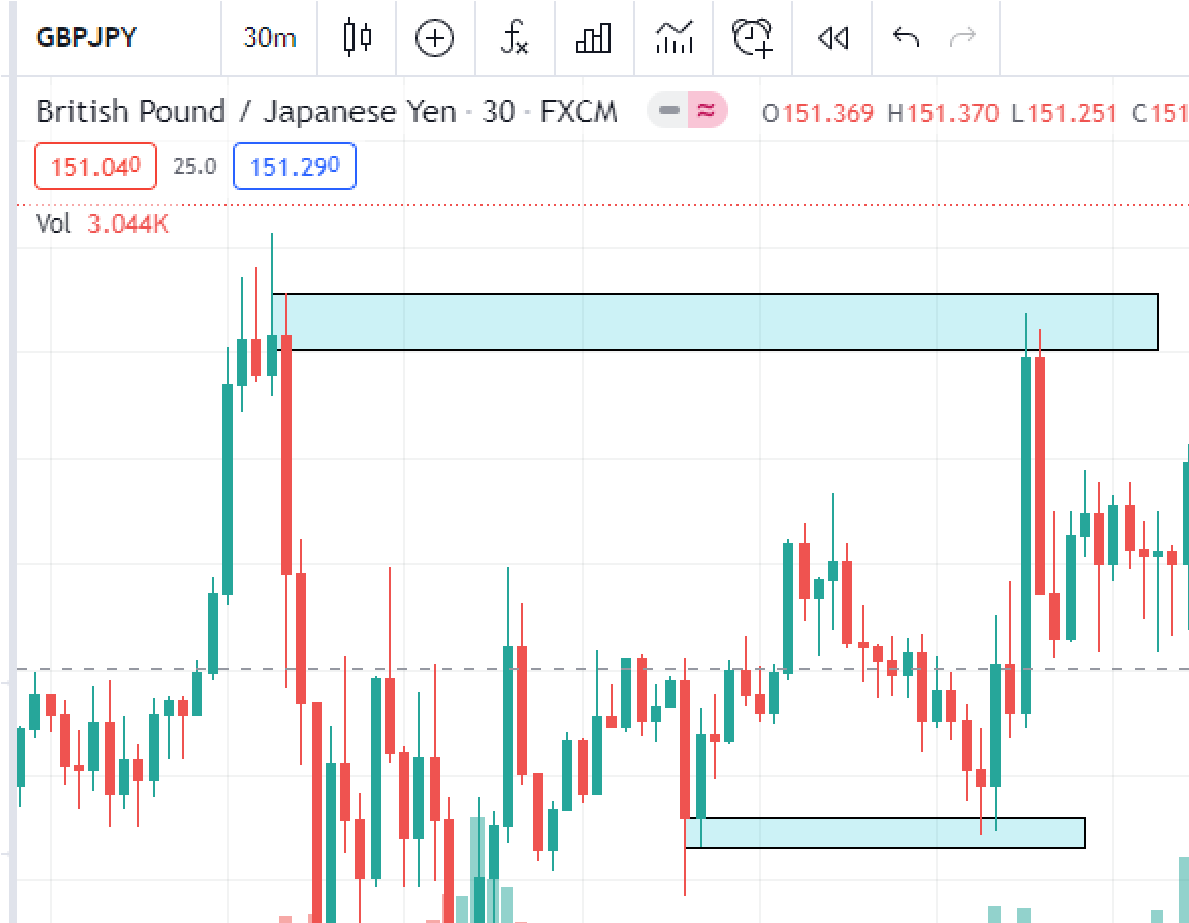 GBPJPY 30m
British Pound / Japanese Yen · 30 · FXCM O151.369 H151.370 L151.251 C151
151.040 25.0 151.290
Vol 3.044K